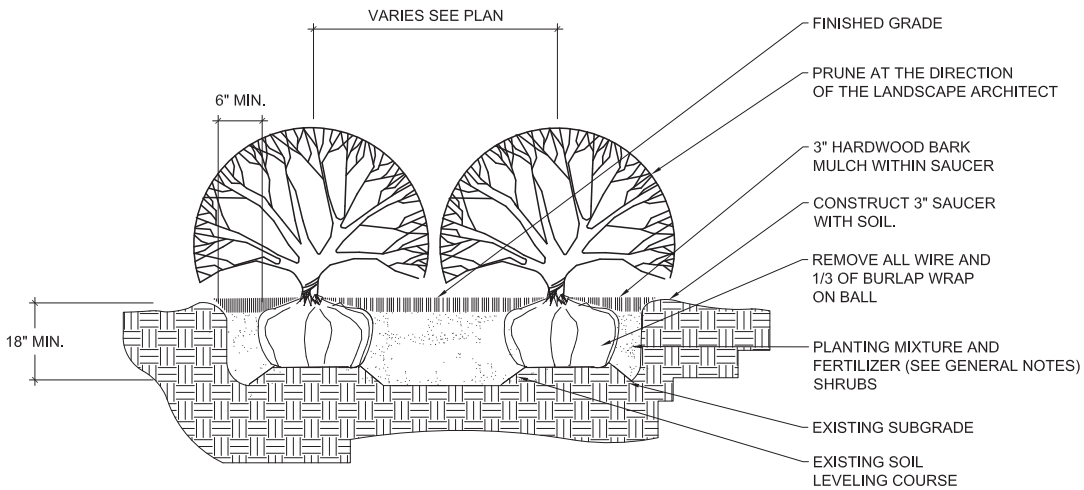 VARIES SEE PLAN
6" MIN.
18" MIN.
FINISHED GRADE
PRUNE AT THE DIRECTION
OF THE LANDSCAPE ARCHITECT
3" HARDWOOD BARK
MULCH WITHIN SAUCER
CONSTRUCT 3" SAUCER
WITH SOIL.
REMOVE ALL WIRE AND
1/3 OF BURLAP WRAP
ON BALL
PLANTING MIXTURE AND
FERTILIZER (SEE GENERAL NOTES)
SHRUBS
EXISTING SUBGRADE
EXISTING SOIL
LEVELING COURSE